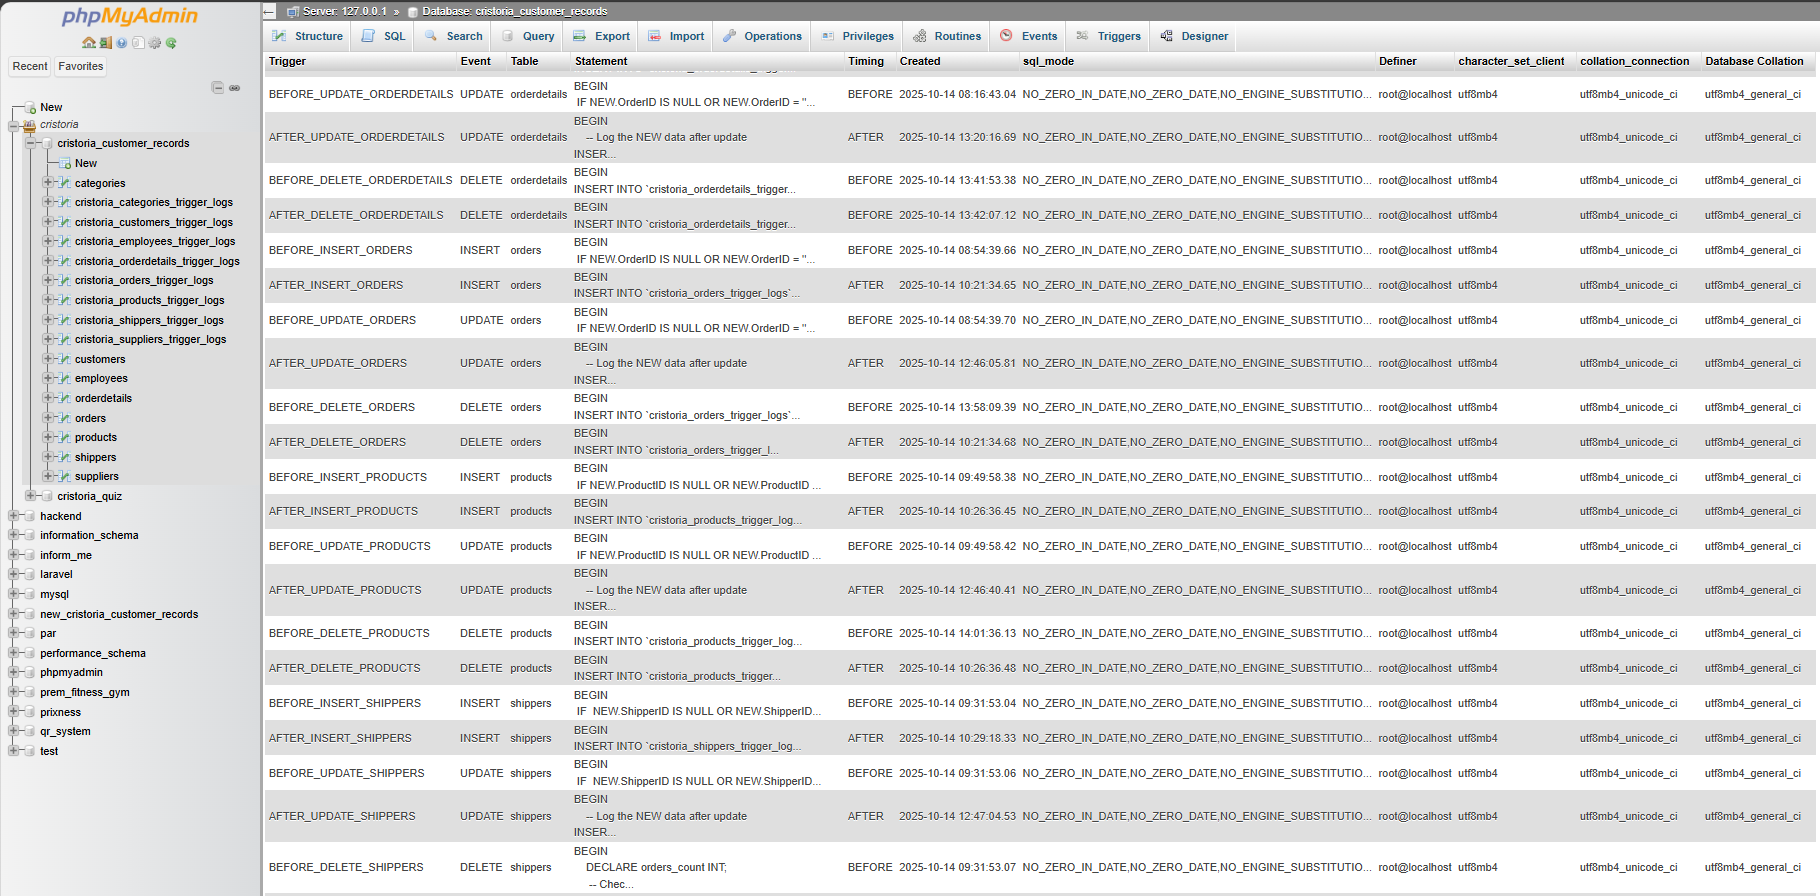 phpMyAdmin
Recent Favorites
New
cristoria
cristoria_customer_records
New
categories
cristoria_categories_trigger_logs
cristoria_customers_trigger_logs
cristoria_employees_trigger_logs
cristoria_orderdetails_trigger_logs
cristoria_orders_trigger_logs
cristoria_products_trigger_logs
cristoria_shippers_trigger_logs
cristoria_suppliers_trigger_logs
customers
employees
orderdetails
orders
products
shippers
suppliers
cristoria_quiz
hackend
information_schema
inform_me
laravel
mysql
new_cristoria_customer_records
par
performance_schema
phpmyadmin
prem_fitness_gym
prixness
qr_system
test
Server: 127.0.0.1 » Database: cristoria_customer_records
Structure SQL Search Query Export Import Operations Privileges Routines Events Triggers Designer
Trigger Event Table Statement Timing Created sql_mode Definer character_set_client collation_connection Database Collation
BEFORE_UPDATE_ORDERDETAILS UPDATE orderdetails BEGIN
IF NEW.OrderID IS NULL OR NEW.OrderID = ''... BEFORE 2025-10-14 08:16:43.04 NO_ZERO_IN_DATE,NO_ZERO_DATE,NO_ENGINE_SUBSTITUTIO... root@localhost utf8mb4 utf8mb4_unicode_ci utf8mb4_general_ci
AFTER_UPDATE_ORDERDETAILS UPDATE orderdetails BEGIN
-- Log the NEW data after update
INSER... AFTER 2025-10-14 13:20:16.69 NO_ZERO_IN_DATE,NO_ZERO_DATE,NO_ENGINE_SUBSTITUTIO... root@localhost utf8mb4 utf8mb4_unicode_ci utf8mb4_general_ci
BEFORE_DELETE_ORDERDETAILS DELETE orderdetails BEGIN
INSERT INTO `cristoria_orderdetails_trigger... BEFORE 2025-10-14 13:41:53.38 NO_ZERO_IN_DATE,NO_ZERO_DATE,NO_ENGINE_SUBSTITUTIO... root@localhost utf8mb4 utf8mb4_unicode_ci utf8mb4_general_ci
AFTER_DELETE_ORDERDETAILS DELETE orderdetails BEGIN
INSERT INTO `cristoria_orderdetails_trigger... AFTER 2025-10-14 13:42:07.12 NO_ZERO_IN_DATE,NO_ZERO_DATE,NO_ENGINE_SUBSTITUTIO... root@localhost utf8mb4 utf8mb4_unicode_ci utf8mb4_general_ci
BEFORE_INSERT_ORDERS INSERT orders BEGIN
IF NEW.OrderID IS NULL OR NEW.OrderID = ''... BEFORE 2025-10-14 08:54:39.66 NO_ZERO_IN_DATE,NO_ZERO_DATE,NO_ENGINE_SUBSTITUTIO... root@localhost utf8mb4 utf8mb4_unicode_ci utf8mb4_general_ci
AFTER_INSERT_ORDERS INSERT orders BEGIN
INSERT INTO `cristoria_orders_trigger_logs`... AFTER 2025-10-14 10:21:34.65 NO_ZERO_IN_DATE,NO_ZERO_DATE,NO_ENGINE_SUBSTITUTIO... root@localhost utf8mb4 utf8mb4_unicode_ci utf8mb4_general_ci
BEFORE_UPDATE_ORDERS UPDATE orders BEGIN
IF NEW.OrderID IS NULL OR NEW.OrderID = ''... BEFORE 2025-10-14 08:54:39.70 NO_ZERO_IN_DATE,NO_ZERO_DATE,NO_ENGINE_SUBSTITUTIO... root@localhost utf8mb4 utf8mb4_unicode_ci utf8mb4_general_ci
AFTER_UPDATE_ORDERS UPDATE orders BEGIN
-- Log the NEW data after update
INSER... AFTER 2025-10-14 12:46:05.81 NO_ZERO_IN_DATE,NO_ZERO_DATE,NO_ENGINE_SUBSTITUTIO... root@localhost utf8mb4 utf8mb4_unicode_ci utf8mb4_general_ci
BEFORE_DELETE_ORDERS DELETE orders BEGIN
INSERT INTO `cristoria_orders_trigger_logs`... BEFORE 2025-10-14 13:58:09.39 NO_ZERO_IN_DATE,NO_ZERO_DATE,NO_ENGINE_SUBSTITUTIO... root@localhost utf8mb4 utf8mb4_unicode_ci utf8mb4_general_ci
AFTER_DELETE_ORDERS DELETE orders BEGIN
INSERT INTO `cristoria_orders_trigger_l... AFTER 2025-10-14 10:21:34.68 NO_ZERO_IN_DATE,NO_ZERO_DATE,NO_ENGINE_SUBSTITUTIO... root@localhost utf8mb4 utf8mb4_unicode_ci utf8mb4_general_ci
BEFORE_INSERT_PRODUCTS INSERT products BEGIN
IF NEW.ProductID IS NULL OR NEW.ProductID ... BEFORE 2025-10-14 09:49:58.38 NO_ZERO_IN_DATE,NO_ZERO_DATE,NO_ENGINE_SUBSTITUTIO... root@localhost utf8mb4 utf8mb4_unicode_ci utf8mb4_general_ci
AFTER_INSERT_PRODUCTS INSERT products BEGIN
INSERT INTO `cristoria_products_trigger_log... AFTER 2025-10-14 10:26:36.45 NO_ZERO_IN_DATE,NO_ZERO_DATE,NO_ENGINE_SUBSTITUTIO... root@localhost utf8mb4 utf8mb4_unicode_ci utf8mb4_general_ci
BEFORE_UPDATE_PRODUCTS UPDATE products BEGIN
IF NEW.ProductID IS NULL OR NEW.ProductID ... BEFORE 2025-10-14 09:49:58.42 NO_ZERO_IN_DATE,NO_ZERO_DATE,NO_ENGINE_SUBSTITUTIO... root@localhost utf8mb4 utf8mb4_unicode_ci utf8mb4_general_ci
AFTER_UPDATE_PRODUCTS UPDATE products BEGIN
-- Log the NEW data after update
INSER... AFTER 2025-10-14 12:46:40.41 NO_ZERO_IN_DATE,NO_ZERO_DATE,NO_ENGINE_SUBSTITUTIO... root@localhost utf8mb4 utf8mb4_unicode_ci utf8mb4_general_ci
BEFORE_DELETE_PRODUCTS DELETE products BEGIN
INSERT INTO `cristoria_products_trigger_log... BEFORE 2025-10-14 14:01:36.13 NO_ZERO_IN_DATE,NO_ZERO_DATE,NO_ENGINE_SUBSTITUTIO... root@localhost utf8mb4 utf8mb4_unicode_ci utf8mb4_general_ci
AFTER_DELETE_PRODUCTS DELETE products BEGIN
INSERT INTO `cristoria_products_trigger... AFTER 2025-10-14 10:26:36.48 NO_ZERO_IN_DATE,NO_ZERO_DATE,NO_ENGINE_SUBSTITUTIO... root@localhost utf8mb4 utf8mb4_unicode_ci utf8mb4_general_ci
BEFORE_INSERT_SHIPPERS INSERT shippers BEGIN
IF NEW.ShipperID IS NULL OR NEW.ShipperID... BEFORE 2025-10-14 09:31:53.04 NO_ZERO_IN_DATE,NO_ZERO_DATE,NO_ENGINE_SUBSTITUTIO... root@localhost utf8mb4 utf8mb4_unicode_ci utf8mb4_general_ci
AFTER_INSERT_SHIPPERS INSERT shippers BEGIN
INSERT INTO `cristoria_shippers_trigger_log... AFTER 2025-10-14 10:29:18.33 NO_ZERO_IN_DATE,NO_ZERO_DATE,NO_ENGINE_SUBSTITUTIO... root@localhost utf8mb4 utf8mb4_unicode_ci utf8mb4_general_ci
BEFORE_UPDATE_SHIPPERS UPDATE shippers BEGIN
IF NEW.ShipperID IS NULL OR NEW.ShipperID... BEFORE 2025-10-14 09:31:53.06 NO_ZERO_IN_DATE,NO_ZERO_DATE,NO_ENGINE_SUBSTITUTIO... root@localhost utf8mb4 utf8mb4_unicode_ci utf8mb4_general_ci
AFTER_UPDATE_SHIPPERS UPDATE shippers BEGIN
-- Log the NEW data after update
INSER... AFTER 2025-10-14 12:47:04.53 NO_ZERO_IN_DATE,NO_ZERO_DATE,NO_ENGINE_SUBSTITUTIO... root@localhost utf8mb4 utf8mb4_unicode_ci utf8mb4_general_ci
BEFORE_DELETE_SHIPPERS DELETE shippers BEGIN
DECLARE orders_count INT;
-- Chec... BEFORE 2025-10-14 09:31:53.07 NO_ZERO_IN_DATE,NO_ZERO_DATE,NO_ENGINE_SUBSTITUTIO... root@localhost utf8mb4 utf8mb4_unicode_ci utf8mb4_general_ci